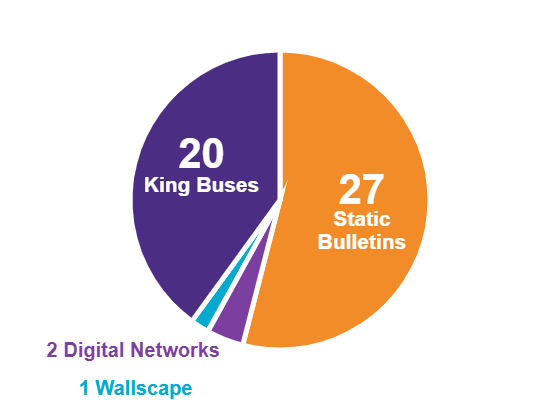 20
King Buses
27
Static
Bulletins
2 Digital Networks
1 Wallscape